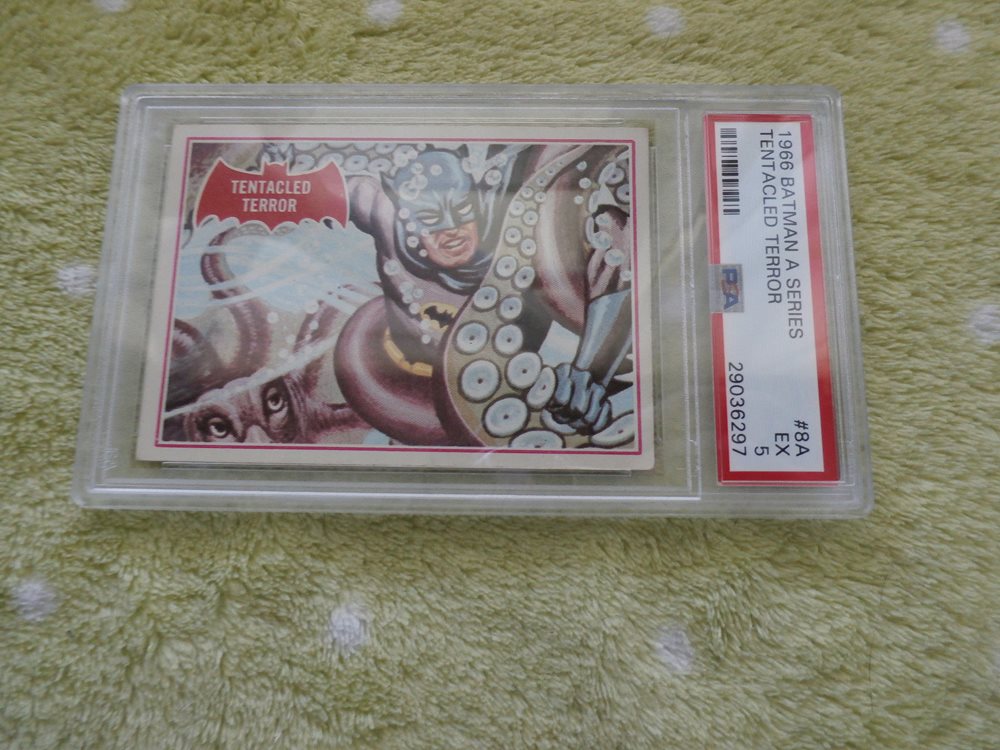 TENTACLED
TERROR
1966 BATMAN A SERIES
TENTACLED TERROR
#8A
EX
5
PSA
29036297